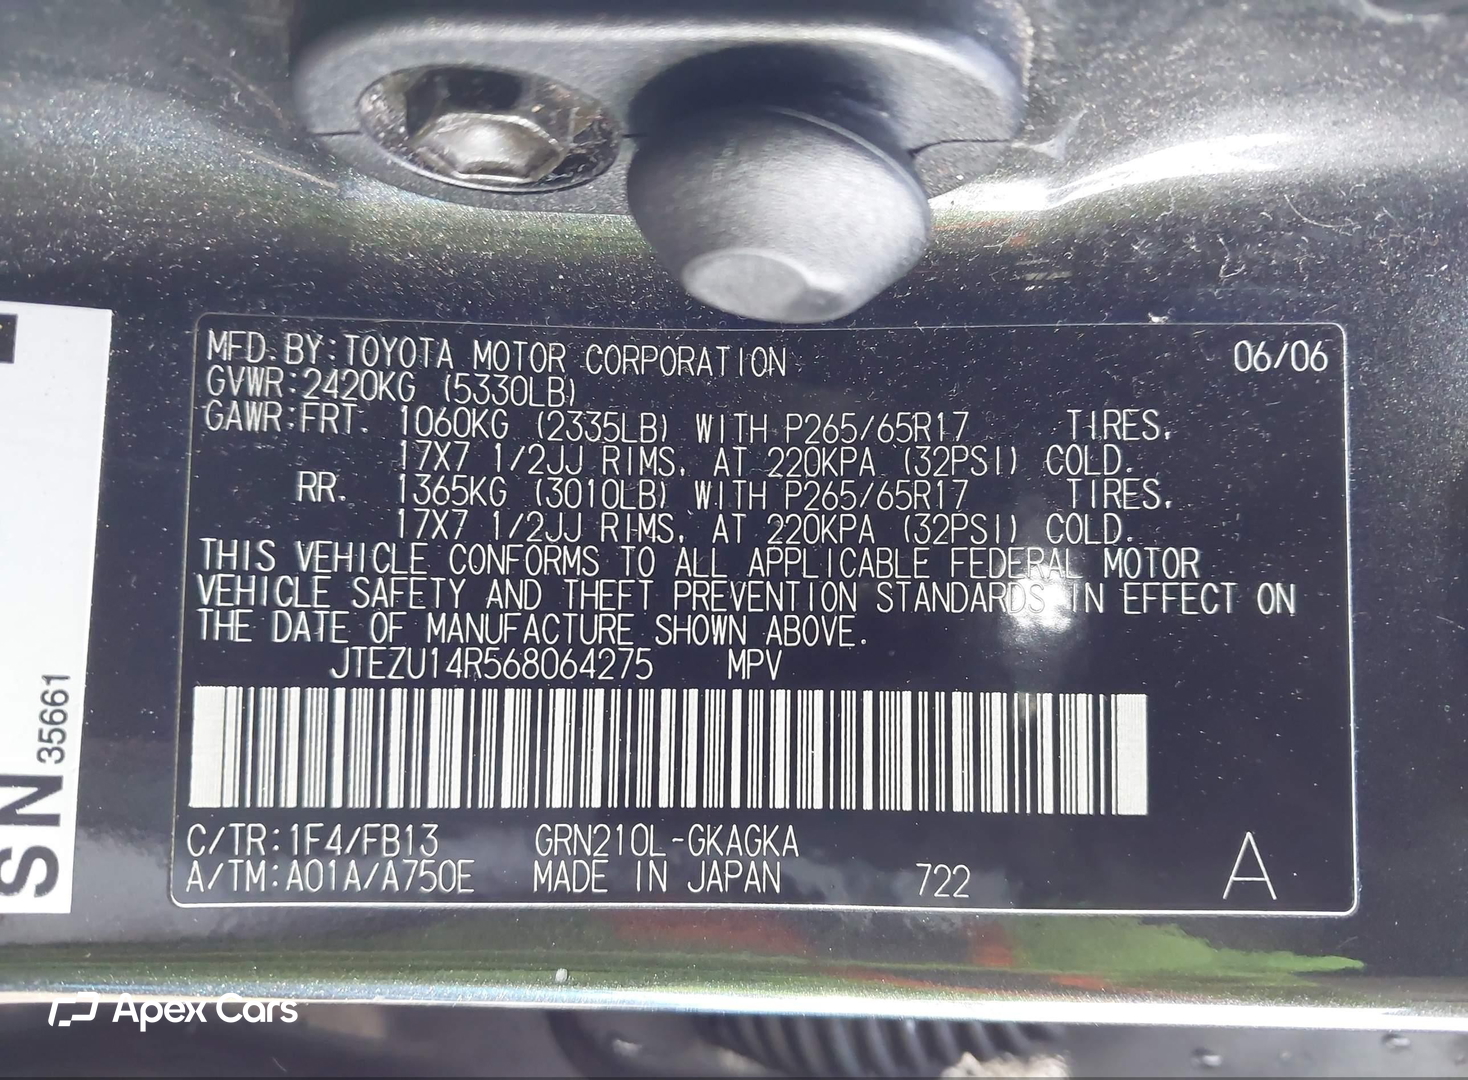 MFD. BY: TOYOTA MOTOR CORPORATION 06/06
GVWR: 2420KG (5330LB)
GAWR: FRT. 1060KG (2335LB) WITH P265/65R17 TIRES,
17X7 1/2JJ RIMS, AT 220KPA (32PSI) COLD.
RR. 1365KG (3010LB) WITH P265/65R17 TIRES,
17X7 1/2JJ RIMS, AT 220KPA (32PSI) COLD.
THIS VEHICLE CONFORMS TO ALL APPLICABLE FEDERAL MOTOR
VEHICLE SAFETY AND THEFT PREVENTION STANDARDS IN EFFECT ON
THE DATE OF MANUFACTURE SHOWN ABOVE.
JTEZU14R568064275 MPV
C/TR: 1F4/FB13 GRN210L-GKAGKA
A/TM: A01A/A750E MADE IN JAPAN 722 A
SN 35661
Apex Cars